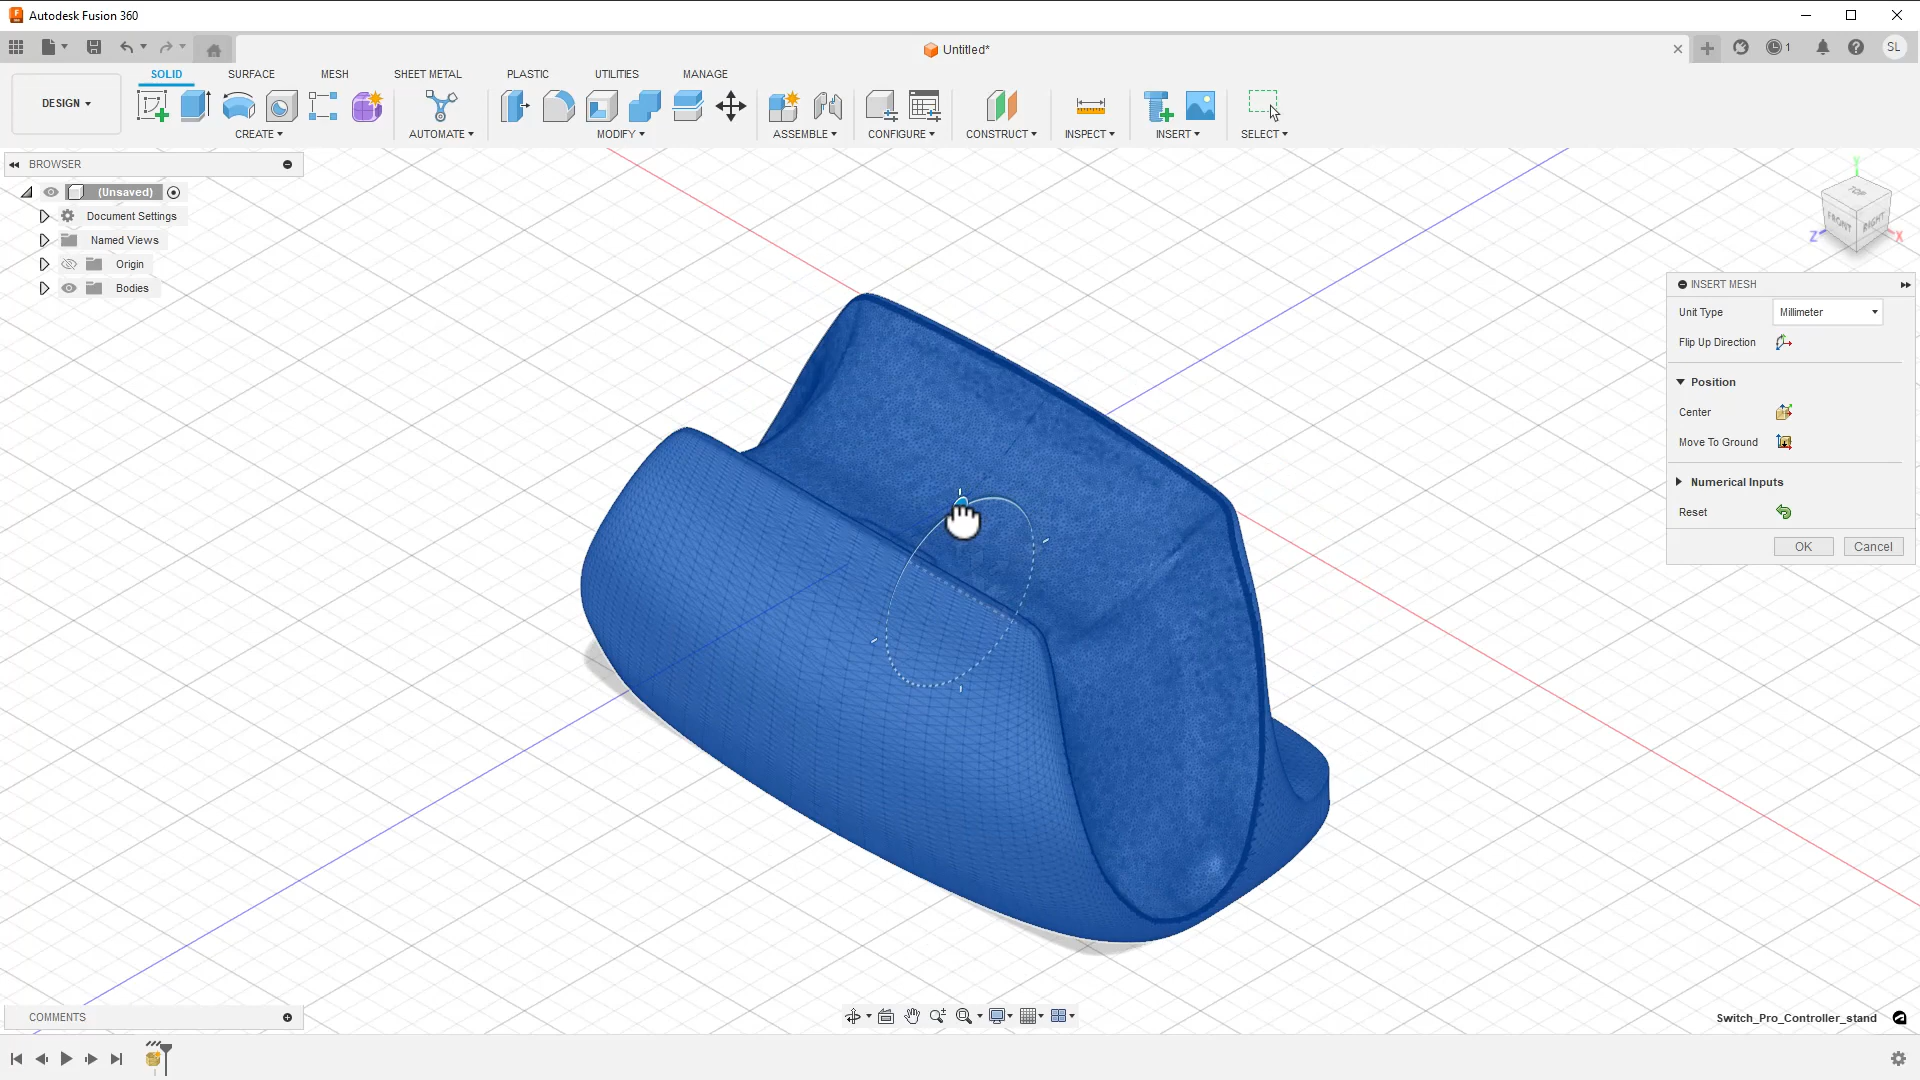 Autodesk Fusion 360
Untitled*
1
SL
DESIGN
SOLID
SURFACE
MESH
SHEET METAL
PLASTIC
UTILITIES
MANAGE
CREATE
AUTOMATE
MODIFY
ASSEMBLE
CONFIGURE
CONSTRUCT
INSPECT
INSERT
SELECT
BROWSER
(Unsaved)
Document Settings
Named Views
Origin
Bodies
Y
TOP
FRONT
RIGHT
Z
X
INSERT MESH
Unit Type
Millimeter
Flip Up Direction
Position
Center
Move To Ground
Numerical Inputs
Reset
OK
Cancel
COMMENTS
Switch_Pro_Controller_stand